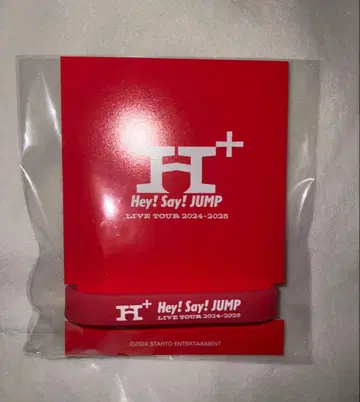 H+
Hey! Say! JUMP
LIVE TOUR 2024-2025
H+ Hey! Say! JUMP
LIVE TOUR 2024-2025
©2024 STARTO ENTERTAINMENT